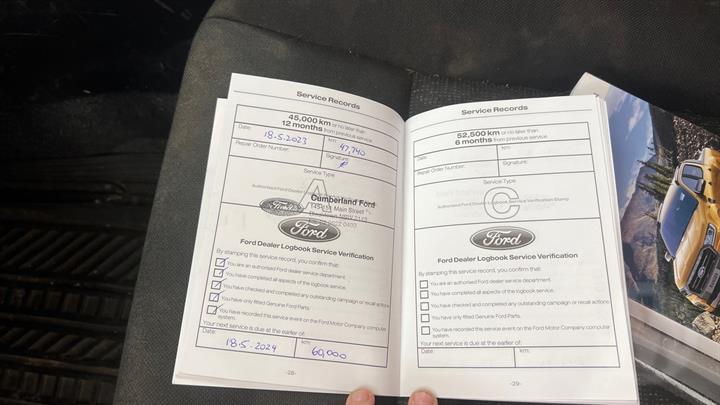 Service Records
45,000 km or no later than:
12 months from previous service
Date: 18.5.2023 km: 47,740
Repair Order Number: Signature:
Service Type
A
Authorised Ford Dealer
Cumberland Ford
Main Street
Ford
Ford
Ford Dealer Logbook Service Verification
By stamping this service record, you confirm that:
You are an authorised Ford dealer service department.
You have completed all aspects of the logbook service.
You have checked and completed any outstanding campaign or recall actions
You have only fitted Genuine Ford Parts.
You have recorded this service event on the Ford Motor Company computer
system.
Your next service is due at the earlier of:
Date: km:
18.5.2024 60,000
-28-
Service Records
52,500 km or no later than:
6 months from previous service
Date: km:
Repair Order Number: Signature:
Service Type
C
Authorised Ford Dealer Logbook Service Verification Stamp
Ford
Ford Dealer Logbook Service Verification
By stamping this service record, you confirm that:
You are an authorised Ford dealer service department.
You have completed all aspects of the logbook service.
You have checked and completed any outstanding campaign or recall actions
You have only fitted Genuine Ford Parts.
You have recorded this service event on the Ford Motor Company computer
system.
Your next service is due at the earlier of:
Date: km:
-29-